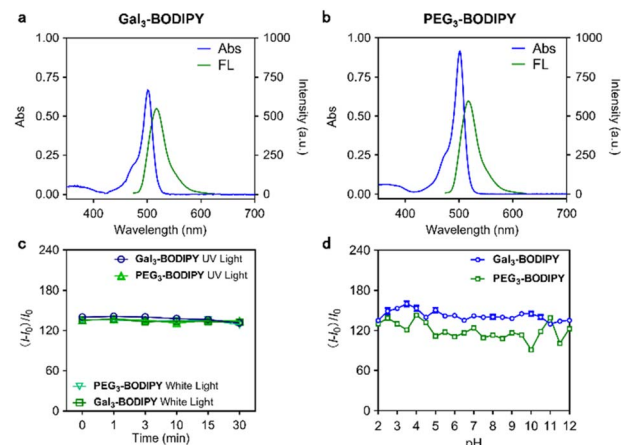 a
Gal3-BODIPY
1.00
0.75
0.50
0.25
0.00
Abs
Abs
FL
1000
750
500
250
0
Intensity (a.u.)
400
500
600
700
Wavelength (nm)
b
PEG3-BODIPY
1.00
0.75
0.50
0.25
0.00
Abs
Abs
FL
1000
750
500
250
0
Intensity (a.u.)
400
500
600
700
Wavelength (nm)
c
240
180
120
60
0
(I-I0)/I0
Gal3-BODIPY UV Light
PEG3-BODIPY UV Light
PEG3-BODIPY White Light
Gal3-BODIPY White Light
0
1
3
10
15
30
Time (min)
d
240
180
120
60
0
(I-I0)/I0
Gal3-BODIPY
PEG3-BODIPY
2
3
4
5
6
7
8
9
10
11
12
pH